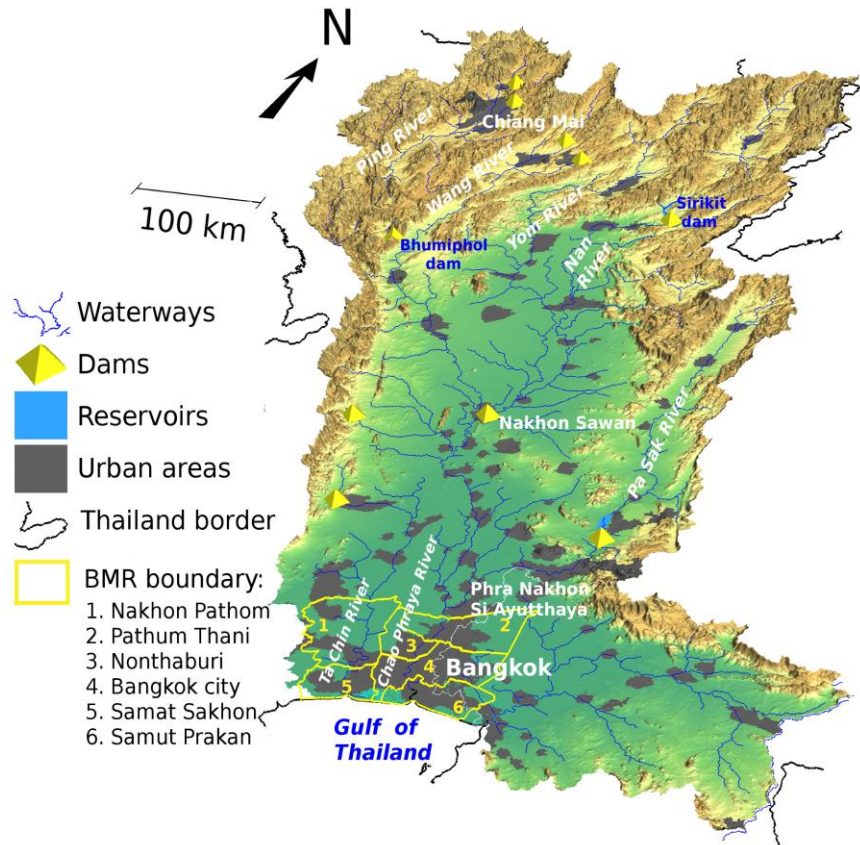 N
Chiang Mai
Ping River
Wang River
100 km
Sirikit
dam
Yom River
Bhumiphol
dam
Nan
River
Waterways
Dams
Reservoirs
Urban areas
Thailand border
BMR boundary:
1. Nakhon Pathom
2. Pathum Thani
3. Nonthaburi
4. Bangkok city
5. Samat Sakhon
6. Samut Prakan
Nakhon Sawan
Pa Sak River
Phra Nakhon
Si Ayutthaya
Ta Chin River
Chao Phraya River
1
2
3
4
Bangkok
5
6
Gulf of
Thailand